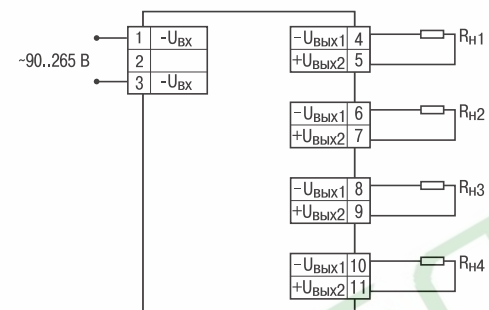 ~90..265 В
1 -Uвх
2
3 -Uвх
−Uвых1 4
+Uвых2 5
Rн1
−Uвых1 6
+Uвых2 7
Rн2
−Uвых1 8
+Uвых2 9
Rн3
−Uвых1 10
+Uвых2 11
Rн4